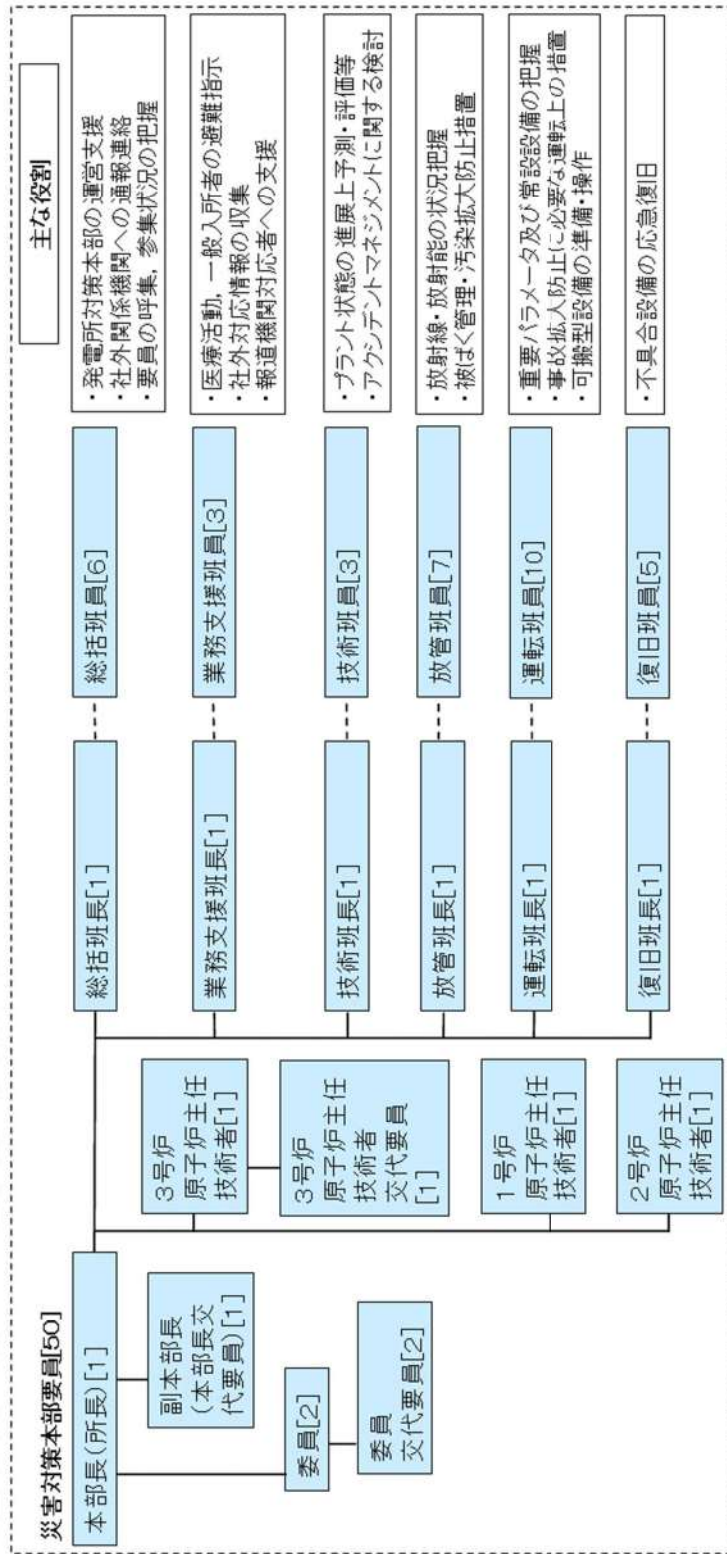 災害対策本部要員[50]
本部長(所長)[1]
副本部長
(本部長交
代要員)[1]
委員[2]
委員
交代要員[2]
3号炉
原子炉主任
技術者[1]
3号炉
原子炉主任
技術者
交代要員
[1]
1号炉
原子炉主任
技術者[1]
2号炉
原子炉主任
技術者[1]
主な役割
総括班長[1]
総括班員[6]
・発電所対策本部の運営支援
・社外関係機関への通報連絡
・要員の呼集，参集状況の把握
業務支援班長[1]
業務支援班員[3]
・医療活動，一般入所者の避難指示
・社外対応情報の収集
・報道機関対応者への支援
技術班長[1]
技術班員[3]
・プラント状態の進展上予測・評価等
・アクシデントマネジメントに関する検討
放管班長[1]
放管班員[7]
・放射線・放射能の状況把握
・被ばく管理・汚染拡大防止措置
運転班長[1]
運転班員[10]
・重要パラメータ及び常設設備の把握
・事故拡大防止に必要な運転上の措置
・可搬型設備の準備・操作
復旧班長[1]
復旧班員[5]
・不具合設備の応急復旧